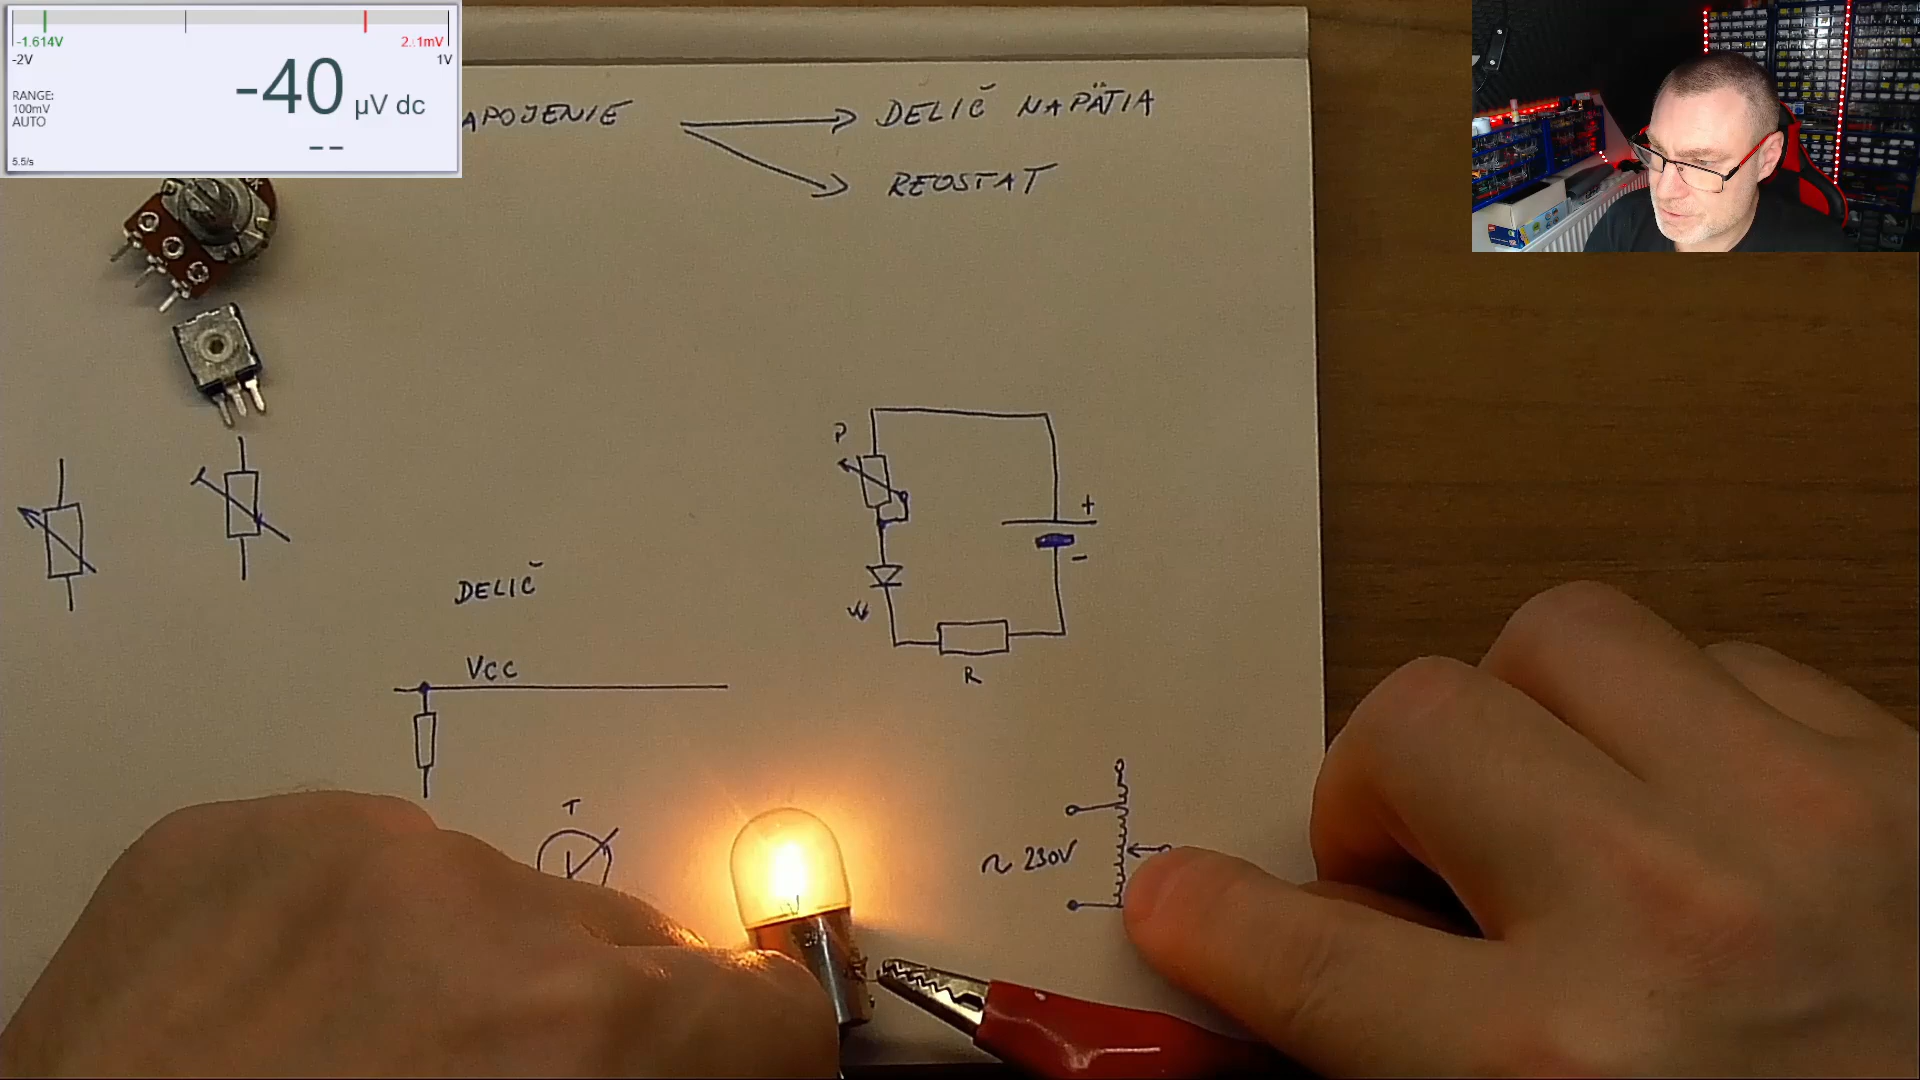 -1.614V
2.1mV
-2V
1V
RANGE:
100mV
AUTO
-40 µV dc
--
5.5/s
APOJENIE
DELIČ NAPÄTIA
REOSTAT
P
+
-
DELIČ
VCC
R
T
~ 230V